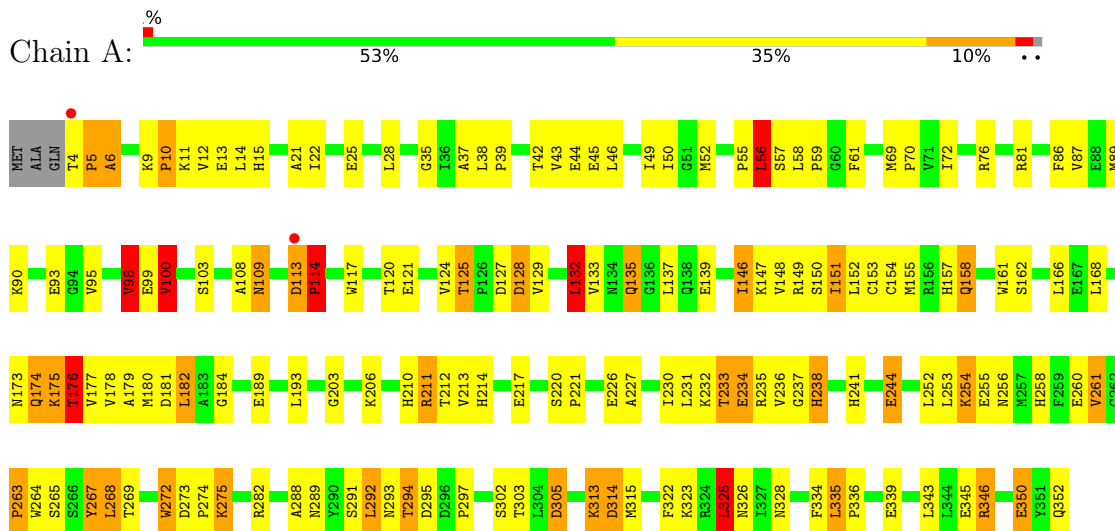 .%
Chain A:
53% 35% 10% ..
MET ALA GLN T4 P5 A6 K9 P10 K11 V12 E13 L14 H15 A21 I22 E25 L28 G35 I36 A37 L38 P39 T42 V43 E44 E45 L46 I49 I50 G51 M52 P55 L56 S57 L58 P59 G60 F61 M69 P70 V71 I72 R76 R81 F86 V87 E88 M89
K90 E93 G94 V95 V98 E99 V100 S103 A108 N109 D113 P114 W117 T120 E121 V124 T125 P126 D127 D128 V129 L132 V133 N134 Q135 G136 L137 Q138 E139 I146 K147 V148 R149 S150 I151 L152 C153 C154 M155 R156 H157 Q158 W161 S162 L166 E167 L168
N173 Q174 K175 T176 V177 V178 A179 M180 D181 L182 A183 G184 E189 L193 G203 K206 H210 R211 T212 V213 H214 E217 S220 P221 E226 A227 I230 L231 K232 T233 E234 R235 V236 G237 H238 H241 E244 L252 L253 K254 E255 N256 M257 H258 F259 E260 V261 G262
P263 W264 S265 S266 Y267 L268 T269 W272 D273 P274 K275 R282 A288 N289 Y290 S291 L292 N293 T294 D295 D296 P297 S302 T303 L304 D305 K313 D314 M315 F322 K323 R324 L325 N326 I327 N328 F334 L335 P336 E339 L343 L344 E345 R346 E350 Y351 Q352